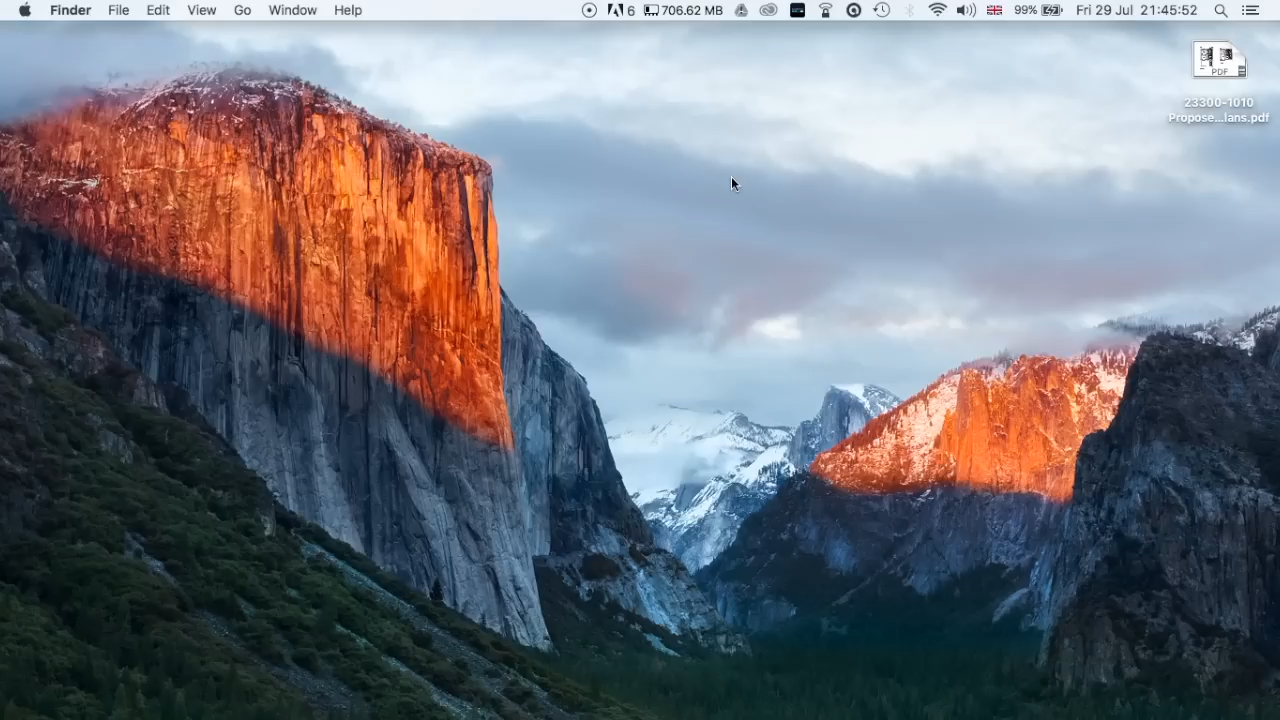 Finder File Edit View Go Window Help 6 706.62 MB 99% Fri 29 Jul 21:45:52
PDF
23300-1010
Propose...lans.pdf